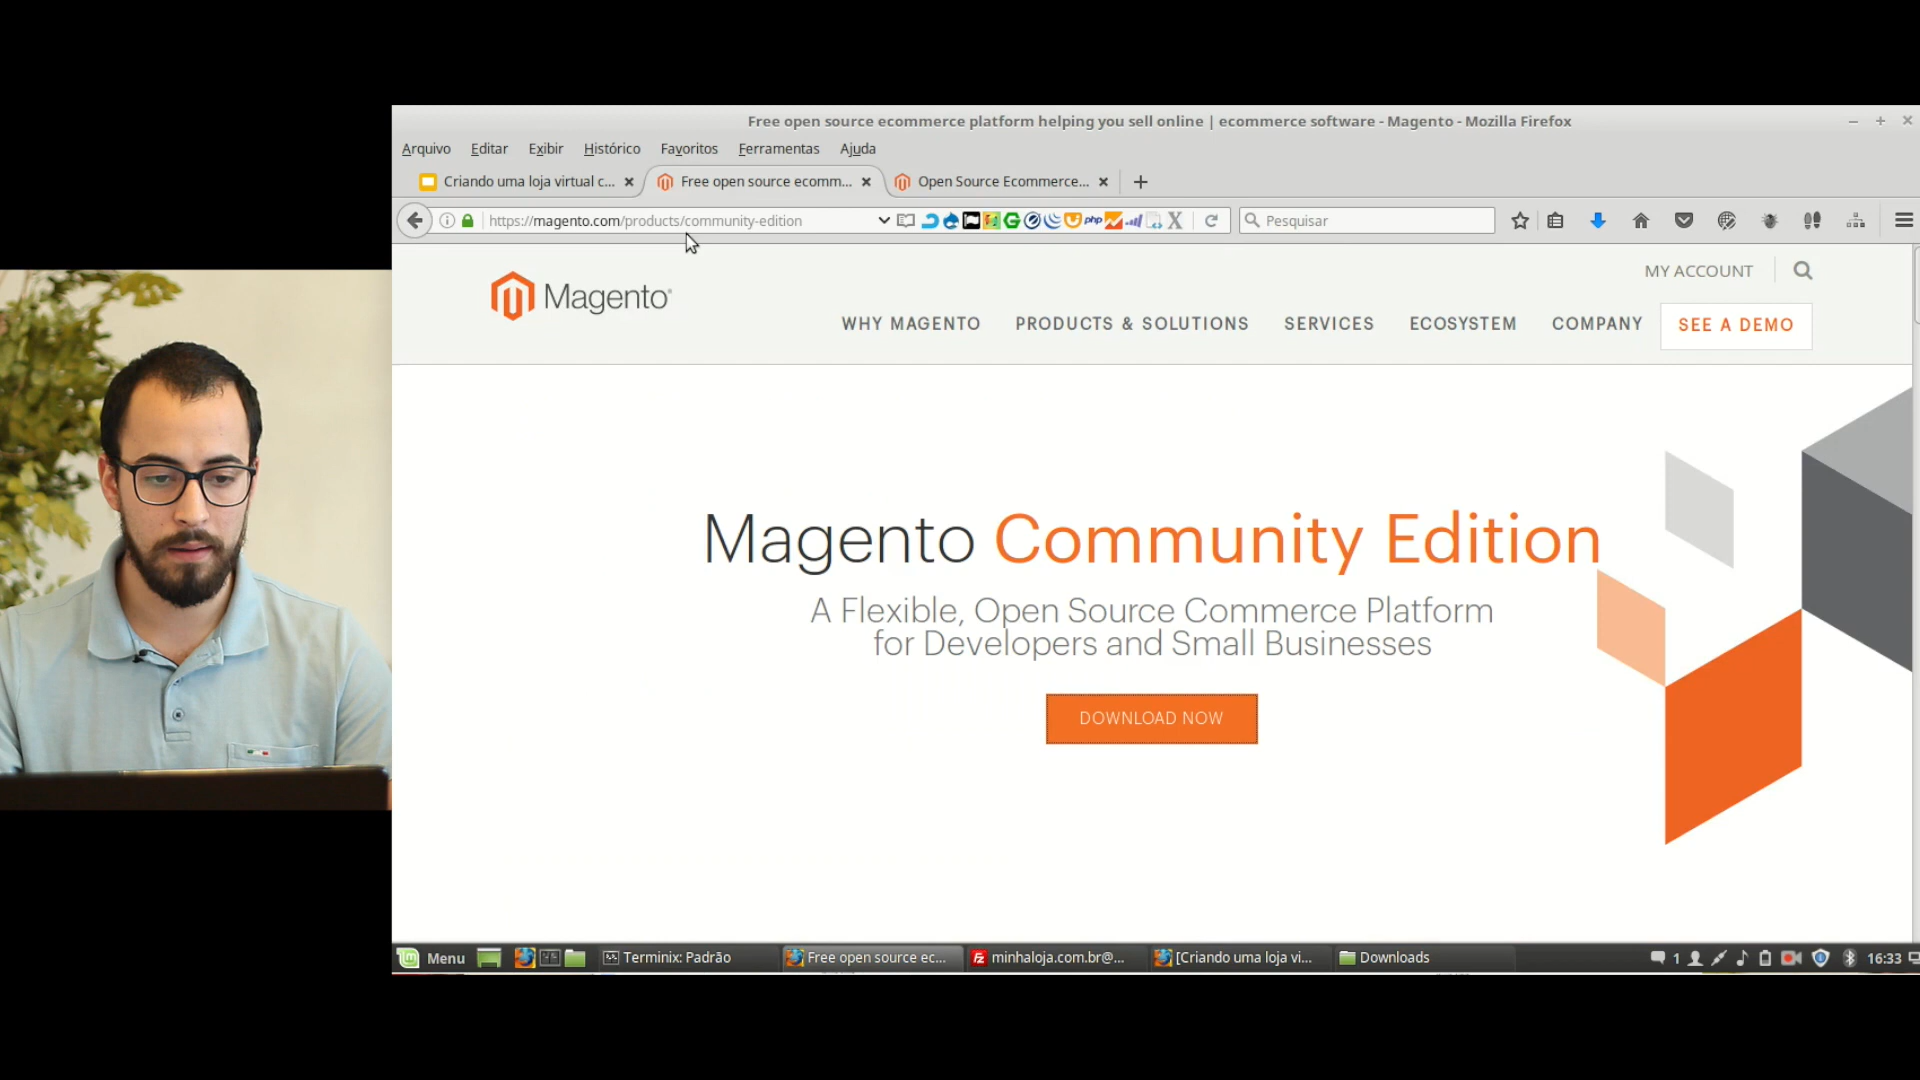 Free open source ecommerce platform helping you sell online | ecommerce software - Magento - Mozilla Firefox
Arquivo Editar Exibir Histórico Favoritos Ferramentas Ajuda
Criando uma loja virtual c... Free open source ecomm... Open Source Ecommerce...
https://magento.com/products/community-edition php Pesquisar
MY ACCOUNT
Magento
WHY MAGENTO PRODUCTS & SOLUTIONS SERVICES ECOSYSTEM COMPANY SEE A DEMO
Magento Community Edition
A Flexible, Open Source Commerce Platform
for Developers and Small Businesses
DOWNLOAD NOW
Menu Terminix: Padrão Free open source ec... minhaloja.com.br@... [Criando uma loja vi... Downloads 1 16:33